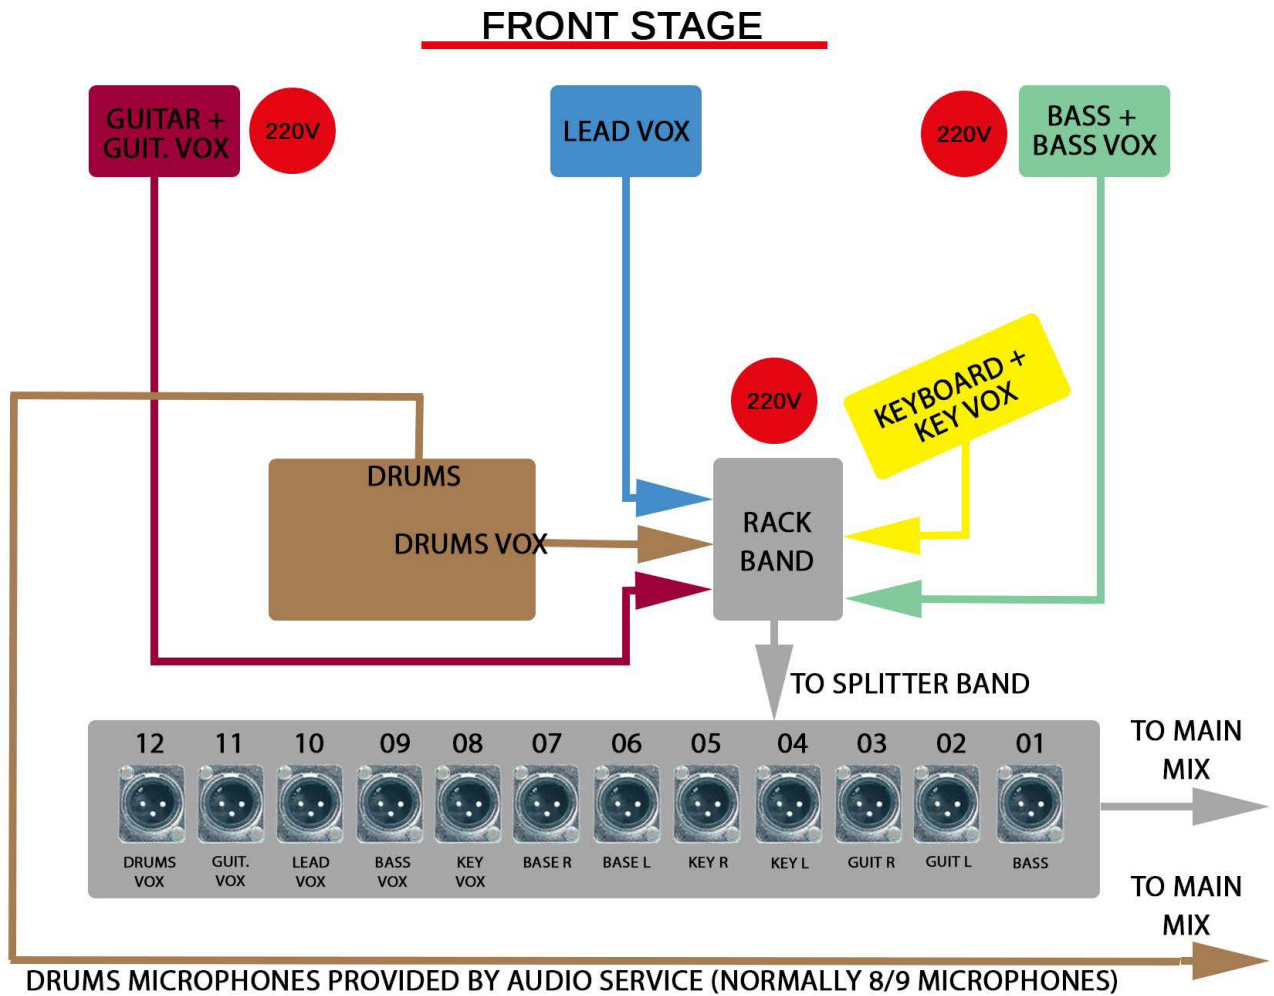 FRONT STAGE
GUITAR +
GUIT. VOX
220V
LEAD VOX
220V
BASS +
BASS VOX
KEYBOARD +
KEY VOX
220V
DRUMS
DRUMS VOX
RACK
BAND
TO SPLITTER BAND
12 11 10 09 08 07 06 05 04 03 02 01
DRUMS
VOX
GUIT.
VOX
LEAD
VOX
BASS
VOX
KEY
VOX
BASE R
BASE L
KEY R
KEY L
GUIT R
GUIT L
BASS
TO MAIN
MIX
TO MAIN
MIX
DRUMS MICROPHONES PROVIDED BY AUDIO SERVICE (NORMALLY 8/9 MICROPHONES)